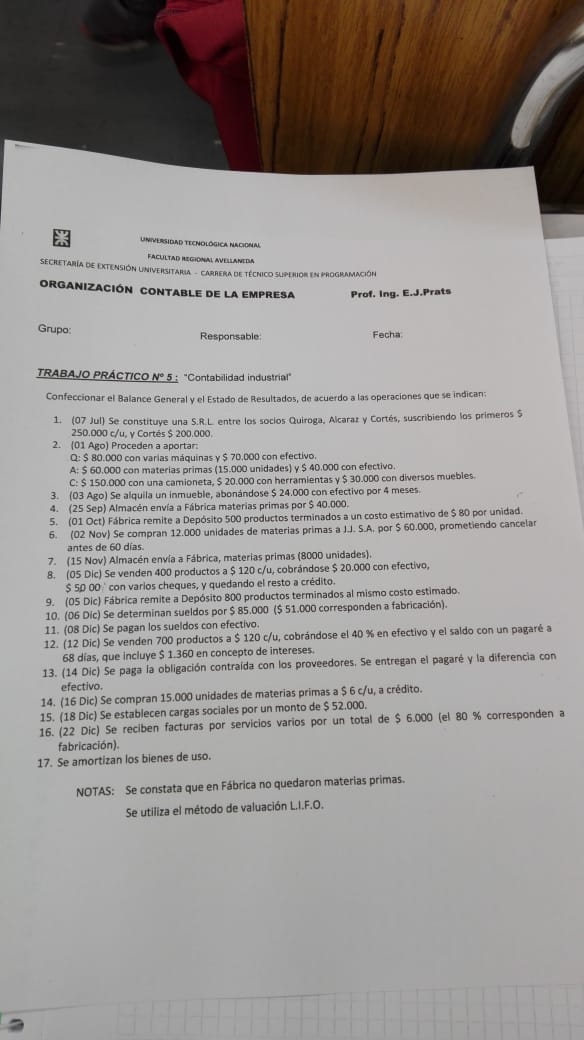 UNIVERSIDAD TECNOLÓGICA NACIONAL
FACULTAD REGIONAL AVELLANEDA
SECRETARÍA DE EXTENSIÓN UNIVERSITARIA - CARRERA DE TÉCNICO SUPERIOR EN PROGRAMACIÓN
ORGANIZACIÓN CONTABLE DE LA EMPRESA Prof. Ing. E.J.Prats
Grupo: Responsable: Fecha:
TRABAJO PRÁCTICO Nº 5 : "Contabilidad industrial"
Confeccionar el Balance General y el Estado de Resultados, de acuerdo a las operaciones que se indican:
1. (07 Jul) Se constituye una S.R.L. entre los socios Quiroga, Alcaraz y Cortés, suscribiendo los primeros $
250.000 c/u, y Cortés $ 200.000.
2. (01 Ago) Proceden a aportar:
Q: $ 80.000 con varias máquinas y $ 70.000 con efectivo.
A: $ 60.000 con materias primas (15.000 unidades) y $ 40.000 con efectivo.
C: $ 150.000 con una camioneta, $ 20.000 con herramientas y $ 30.000 con diversos muebles.
3. (03 Ago) Se alquila un inmueble, abonándose $ 24.000 con efectivo por 4 meses.
4. (25 Sep) Almacén envía a Fábrica materias primas por $ 40.000.
5. (01 Oct) Fábrica remite a Depósito 500 productos terminados a un costo estimativo de $ 80 por unidad.
6. (02 Nov) Se compran 12.000 unidades de materias primas a J.J. S.A. por $ 60.000, prometiendo cancelar
antes de 60 días.
7. (15 Nov) Almacén envía a Fábrica, materias primas (8000 unidades).
8. (05 Dic) Se venden 400 productos a $ 120 c/u, cobrándose $ 20.000 con efectivo,
$ con varios cheques, y quedando el resto a crédito.
9. (05 Dic) Fábrica remite a Depósito 800 productos terminados al mismo costo estimado.
10. (06 Dic) Se determinan sueldos por $ 85.000 ($ 51.000 corresponden a fabricación).
11. (08 Dic) Se pagan los sueldos con efectivo.
12. (12 Dic) Se venden 700 productos a $ 120 c/u, cobrándose el 40 % en efectivo y el saldo con un pagaré a
68 días, que incluye $ 1.360 en concepto de intereses.
13. (14 Dic) Se paga la obligación contraída con los proveedores. Se entregan el pagaré y la diferencia con
efectivo.
14. (16 Dic) Se compran 15.000 unidades de materias primas a $ 6 c/u, a crédito.
15. (18 Dic) Se establecen cargas sociales por un monto de $ 52.000.
16. (22 Dic) Se reciben facturas por servicios varios por un total de $ 6.000 (el 80 % corresponden a
fabricación).
17. Se amortizan los bienes de uso.
NOTAS: Se constata que en Fábrica no quedaron materias primas.
Se utiliza el método de valuación L.I.F.O.